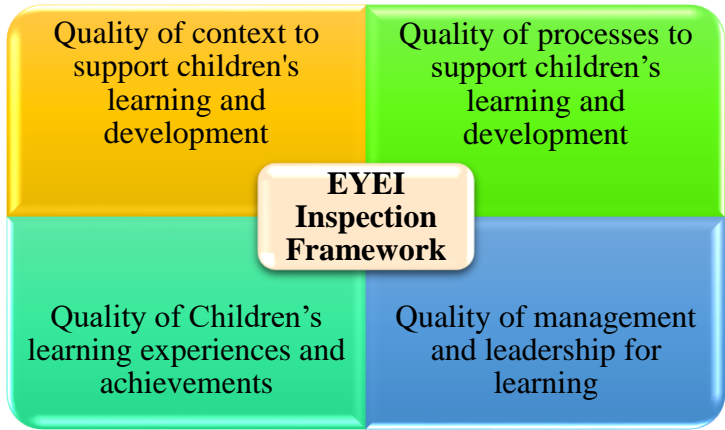 Quality of context to
support children's
learning and
development
Quality of processes to
support children’s
learning and
development
EYEI
Inspection
Framework
Quality of Children’s
learning experiences and
achievements
Quality of management
and leadership for
learning